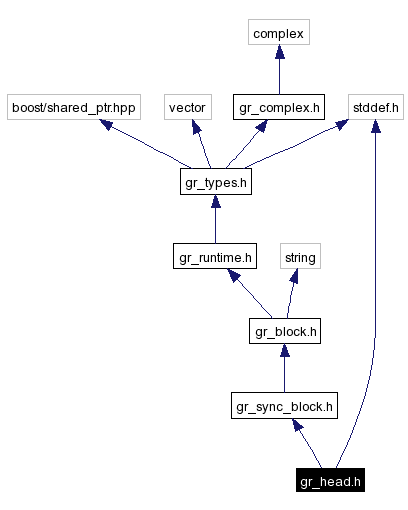 complex
boost/shared_ptr.hpp
vector
gr_complex.h
stddef.h
gr_types.h
gr_runtime.h
string
gr_block.h
gr_sync_block.h
gr_head.h